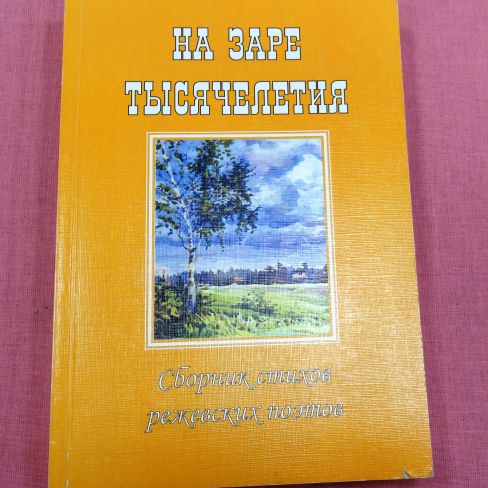 НА ЗАРЕ
ТЫСЯЧЕЛЕТИЯ
Сборник стихов
режевских поэтов